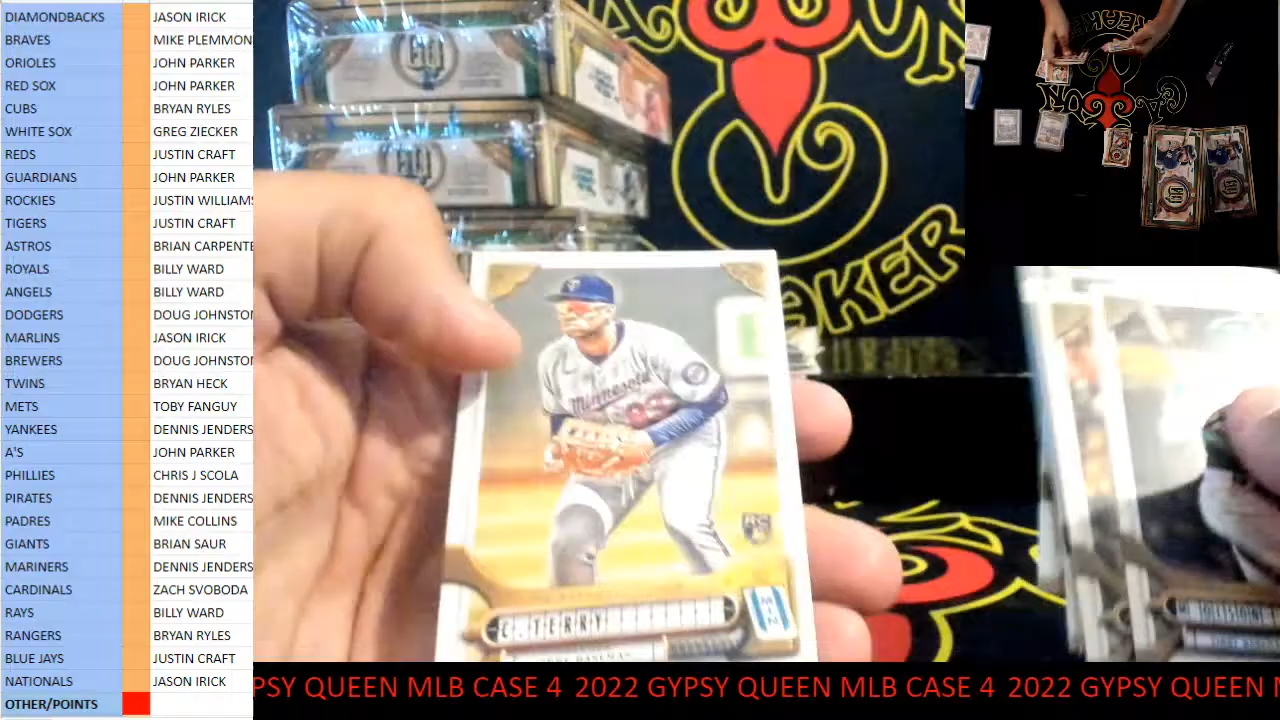 DIAMONDBACKS JASON IRICK
BRAVES MIKE PLEMMON
ORIOLES JOHN PARKER
RED SOX JOHN PARKER
CUBS BRYAN RYLES
WHITE SOX GREG ZIECKER
REDS JUSTIN CRAFT
GUARDIANS JOHN PARKER
ROCKIES JUSTIN WILLIAMS
TIGERS JUSTIN CRAFT
ASTROS BRIAN CARPENTE
ROYALS BILLY WARD
ANGELS BILLY WARD
DODGERS DOUG JOHNSTON
MARLINS JASON IRICK
BREWERS DOUG JOHNSTON
TWINS BRYAN HECK
METS TOBY FANGUY
YANKEES DENNIS JENDERS
A'S JOHN PARKER
PHILLIES CHRIS J SCOLA
PIRATES DENNIS JENDERS
PADRES MIKE COLLINS
GIANTS BRIAN SAUR
MARINERS DENNIS JENDERS
CARDINALS ZACH SVOBODA
RAYS BILLY WARD
RANGERS BRYAN RYLES
BLUE JAYS JUSTIN CRAFT
NATIONALS JASON IRICK
OTHER/POINTS
Minnesota
RC
C. TERRY
MIN
PSY QUEEN MLB CASE 4 2022 GYPSY QUEEN MLB CASE 4 2022 GYPSY QUEEN